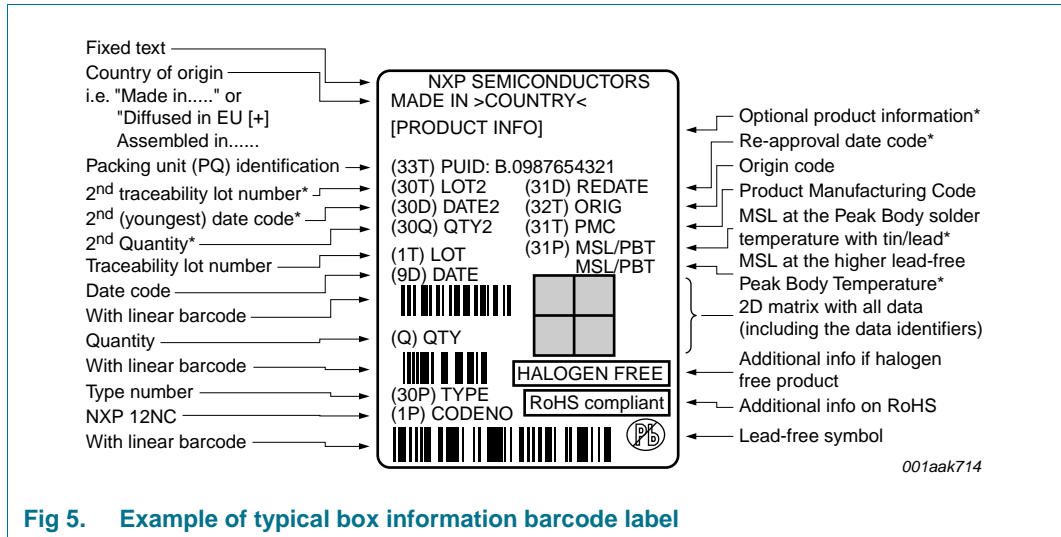 Fixed text
Country of origin
i.e. "Made in....." or
"Diffused in EU [+]
Assembled in......
Packing unit (PQ) identification
2nd traceability lot number*
2nd (youngest) date code*
2nd Quantity*
Traceability lot number
Date code
With linear barcode
Quantity
With linear barcode
Type number
NXP 12NC
With linear barcode
NXP SEMICONDUCTORS
MADE IN >COUNTRY<
[PRODUCT INFO]
(33T) PUID: B.0987654321
(30T) LOT2 (31D) REDATE
(30D) DATE2 (32T) ORIG
(30Q) QTY2 (31T) PMC
(31P) MSL/PBT
(1T) LOT MSL/PBT
(9D) DATE
(Q) QTY
HALOGEN FREE
(30P) TYPE
RoHS compliant
(1P) CODENO
Pb
Optional product information*
Re-approval date code*
Origin code
Product Manufacturing Code
MSL at the Peak Body solder
temperature with tin/lead*
MSL at the higher lead-free
Peak Body Temperature*
2D matrix with all data
(including the data identifiers)
Additional info if halogen
free product
Additional info on RoHS
Lead-free symbol
001aak714
Fig 5. Example of typical box information barcode label